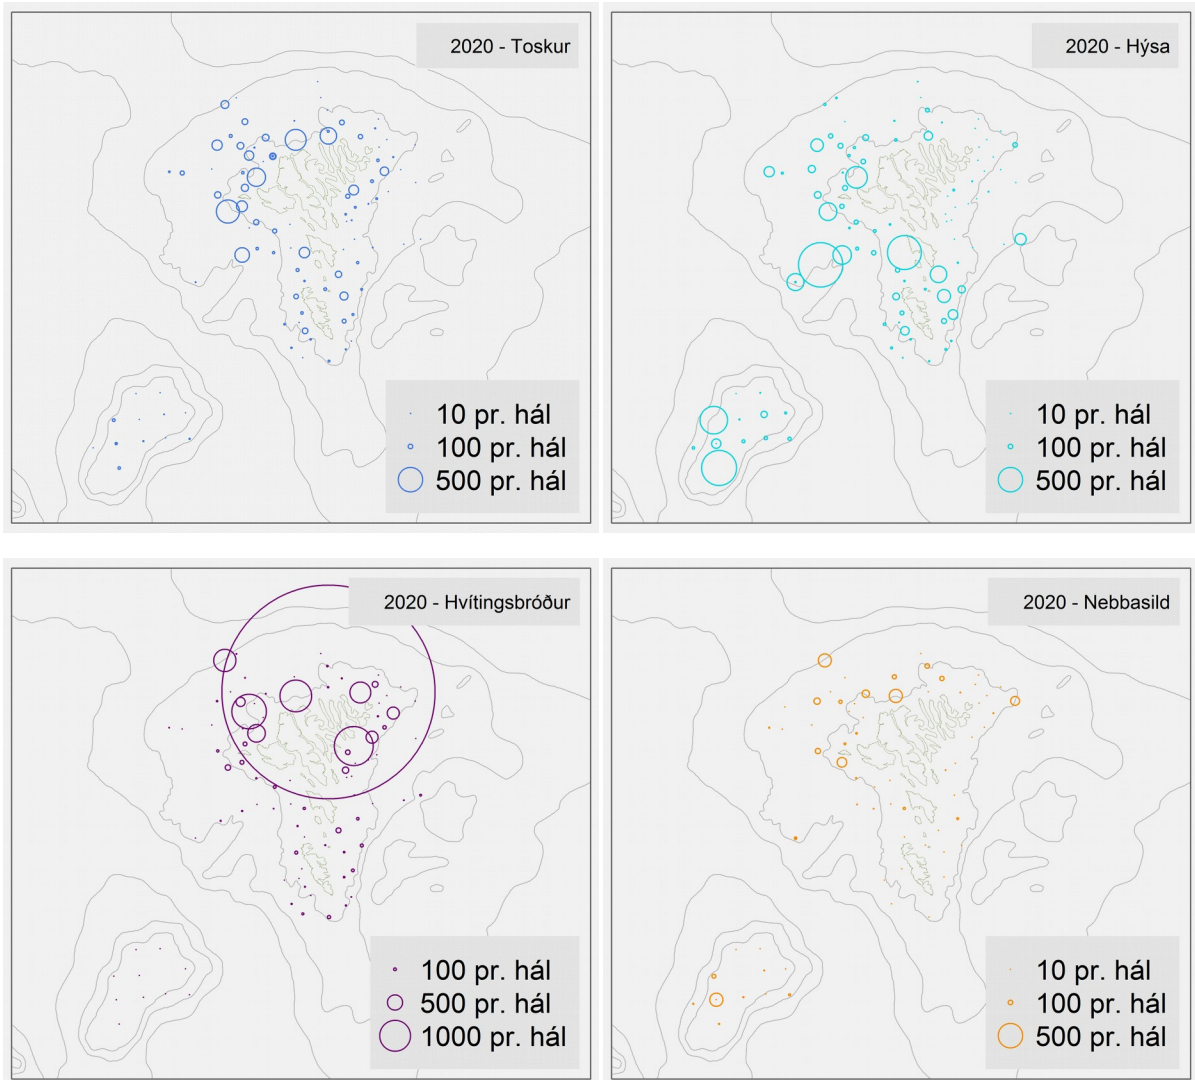 2020 - Toskur
10 pr. hál
100 pr. hál
500 pr. hál
2020 - Hýsa
10 pr. hál
100 pr. hál
500 pr. hál
2020 - Hvítingsbróður
100 pr. hál
500 pr. hál
1000 pr. hál
2020 - Nebbasild
10 pr. hál
100 pr. hál
500 pr. hál